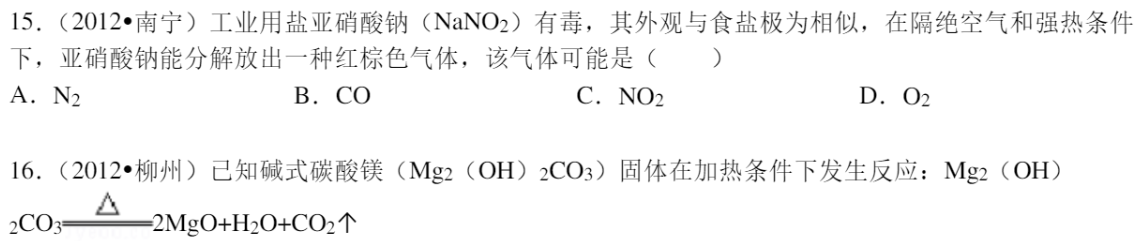 15.（2012•南宁）工业用盐亚硝酸钠（NaNO₂）有毒，其外观与食盐极为相似，在隔绝空气和强热条件
下，亚硝酸钠能分解放出一种红棕色气体，该气体可能是（　　）
A．N₂　B．CO　C．NO₂　D．O₂
16.（2012•柳州）已知碱式碳酸镁（Mg₂（OH）₂CO₃）固体在加热条件下发生反应：Mg₂（OH）
₂CO₃ ══△══ 2MgO+H₂O+CO₂↑